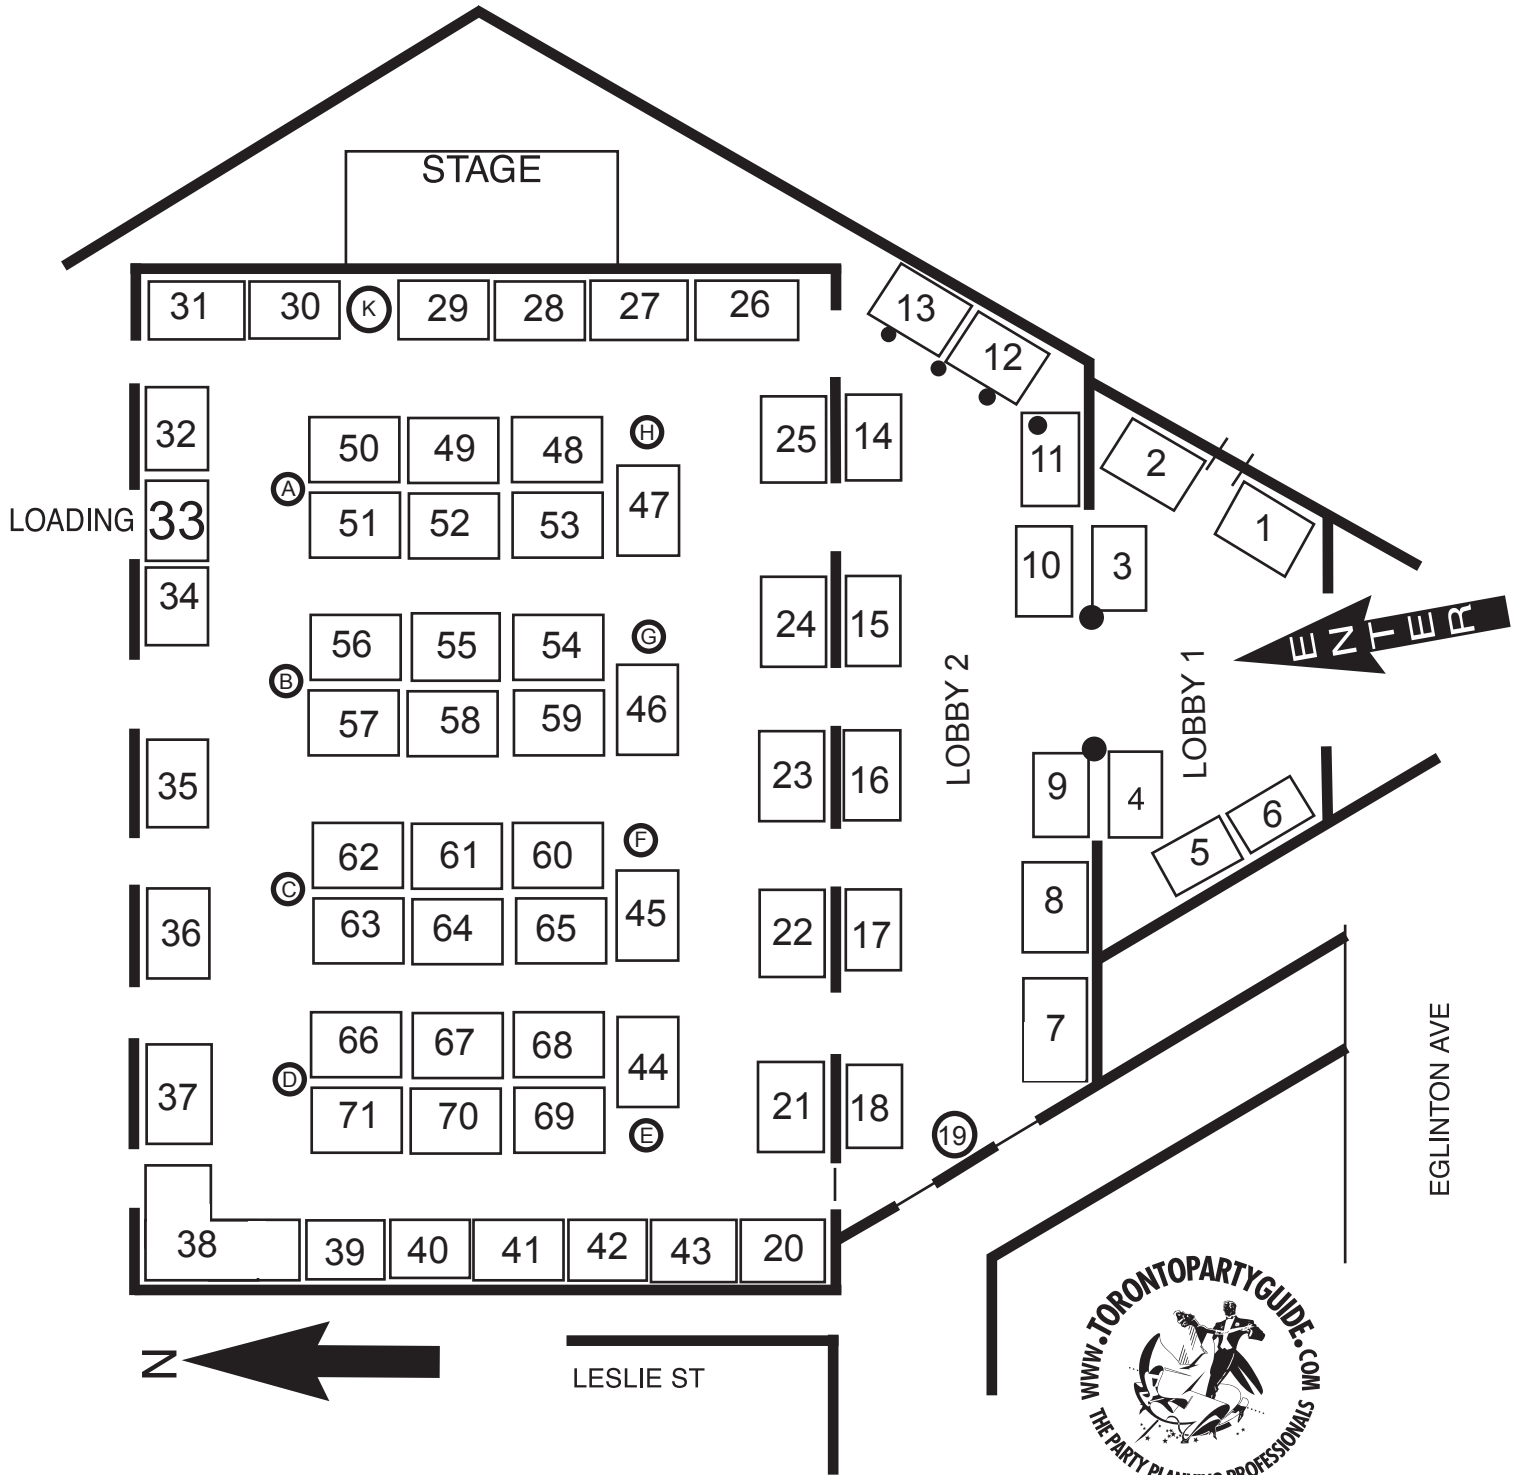 STAGE
31 30 K 29 28 27 26
13
12
32
25 14
11 2
50 49 48 H
A
47
51 52 53
LOADING 33
1
10 3
34
24 15
ENTER
56 55 54 G
B
46
57 58 59
LOBBY 2
LOBBY 1
35
23 16
9 4
6
5
62 61 60 F
C
45
63 64 65
36
22 17
8
7
66 67 68
D
44
71 70 69 E
37
21 18
19
EGLINTON AVE
38 39 40 41 42 43 20
N
LESLIE ST
WWW.TORONTOPARTYGUIDE.COM
THE PARTY PLANNING PROFESSIONALS